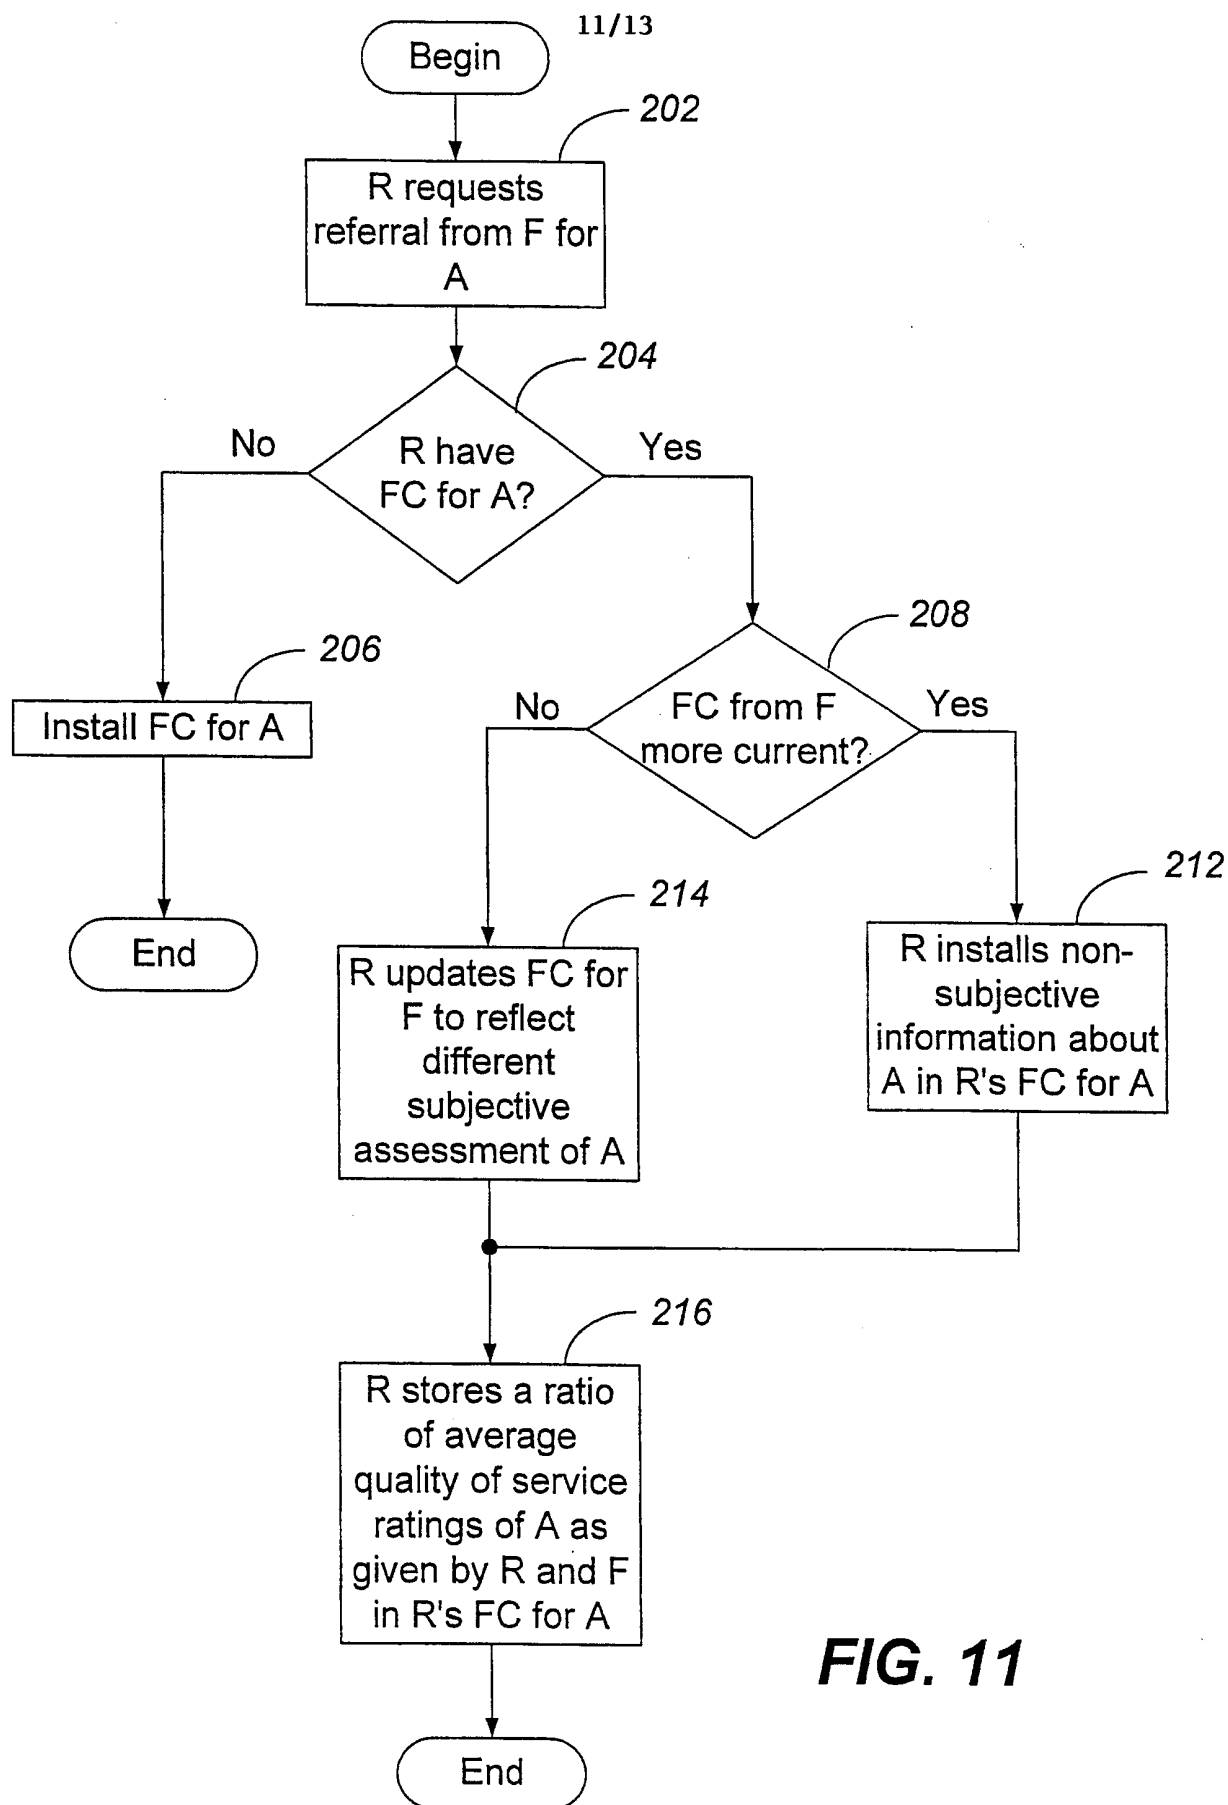 11/13
Begin
202
R requests
referral from F for
A
204
No
R have
FC for A?
Yes
206
Install FC for A
End
208
No
FC from F
more current?
Yes
214
R updates FC for
F to reflect
different
subjective
assessment of A
212
R installs non-
subjective
information about
A in R's FC for A
216
R stores a ratio
of average
quality of service
ratings of A as
given by R and F
in R's FC for A
FIG. 11
End